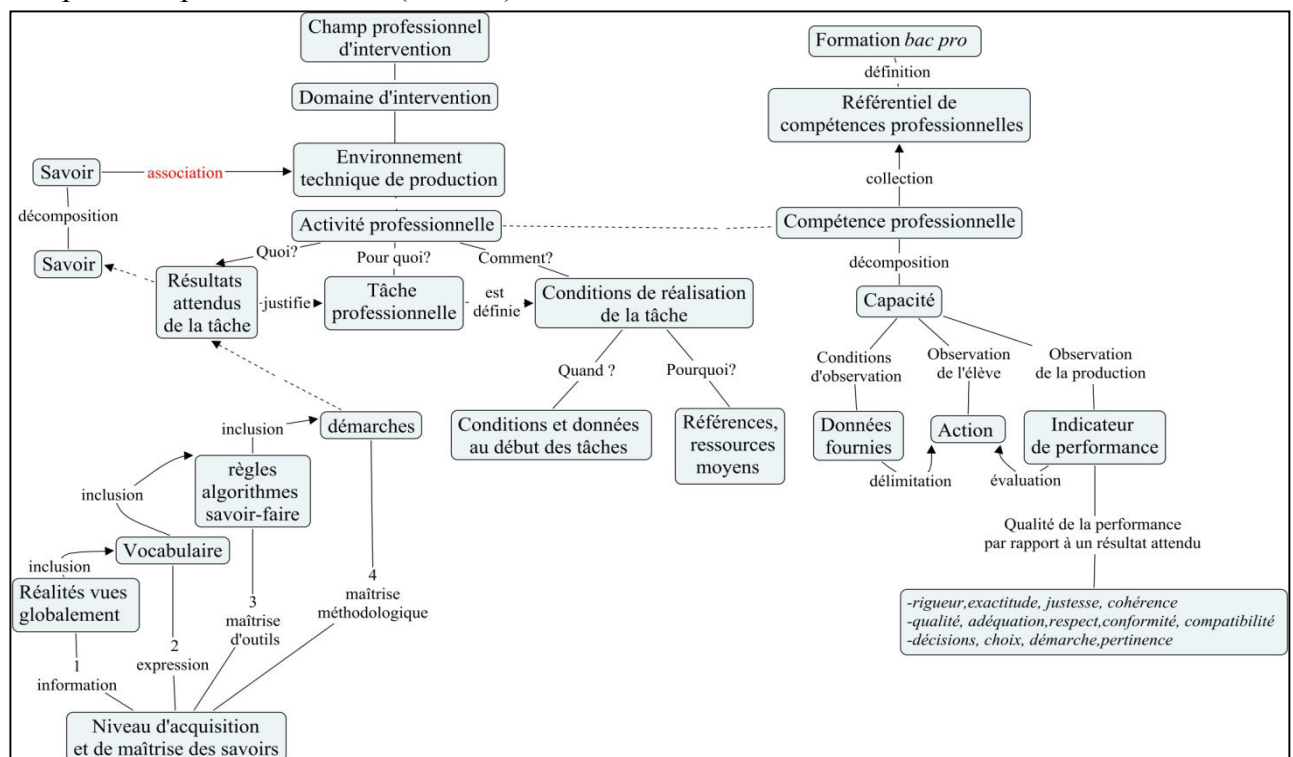 Champ professionnel
d'intervention
Formation bac pro
définition
Domaine d'intervention
Référentiel de
compétences professionnelles
Savoir
association
Environnement
technique de production
collection
décomposition
Activité professionnelle
Compétence professionnelle
Savoir
Quoi?
Pour quoi?
Comment?
décomposition
Résultats
attendus
de la tâche
justifie
Tâche
professionnelle
est
définie
Conditions de réalisation
de la tâche
Capacité
Conditions
d'observation
Observation
de l'élève
Observation
de la production
Quand ?
Pourquoi?
inclusion
démarches
Conditions et données
au début des tâches
Références,
ressources
moyens
Données
fournies
Action
Indicateur
de performance
délimitation
évaluation
inclusion
règles
algorithmes
savoir-faire
Qualité de la performance
par rapport à un résultat attendu
Vocabulaire
inclusion
Réalités vues
globalement
4
maîtrise
méthodologique
3
maîtrise
d'outils
-rigueur,exactitude, justesse, cohérence
-qualité, adéquation,respect,conformité, compatibilité
-décisions, choix, démarche,pertinence
2
expression
1
information
Niveau d'acquisition
et de maîtrise des savoirs